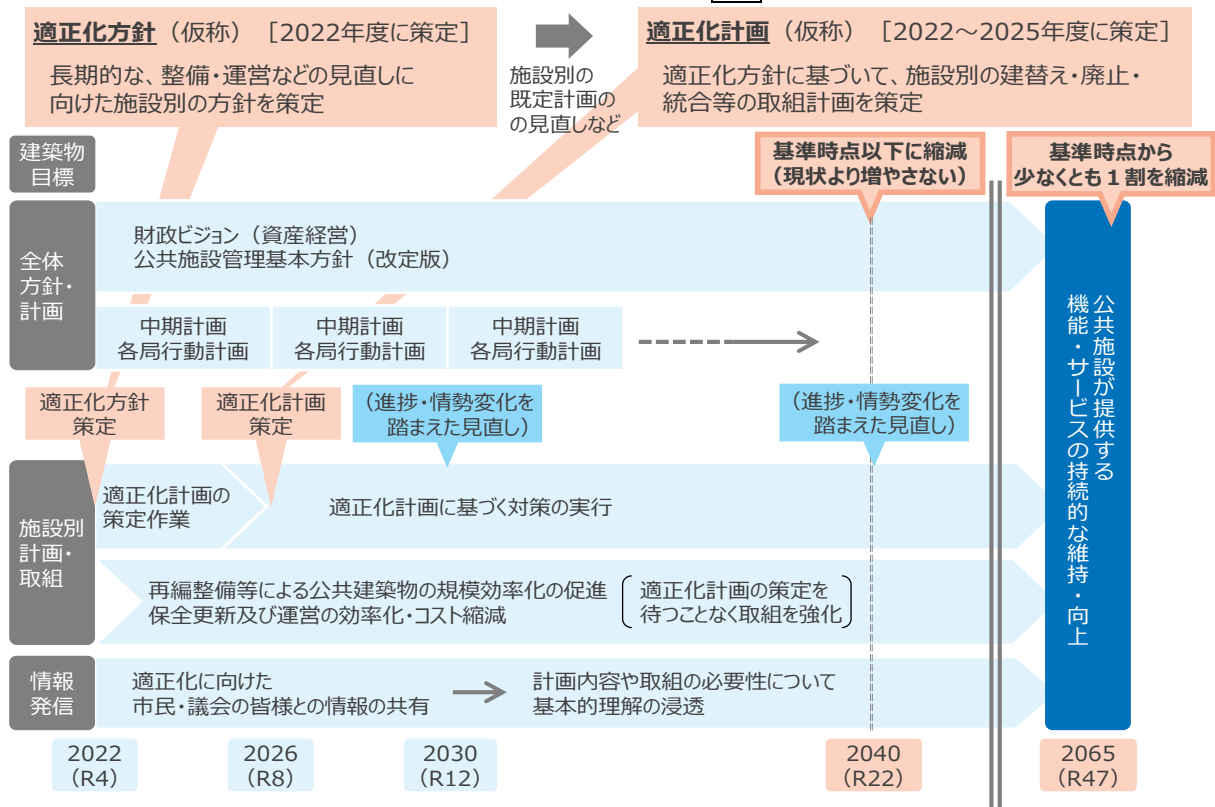 適正化方針（仮称） [2022年度に策定]
長期的な、整備・運営などの見直しに
向けた施設別の方針を策定
施設別の
既定計画の
の見直しなど
適正化計画（仮称） [2022～2025年度に策定]
適正化方針に基づいて、施設別の建替え・廃止・
統合等の取組計画を策定
建築物
目標
基準時点以下に縮減
（現状より増やさない）
基準時点から
少なくとも１割を縮減
全体
方針・
計画
財政ビジョン（資産経営）
公共施設管理基本方針（改定版）
中期計画
各局行動計画
中期計画
各局行動計画
中期計画
各局行動計画
適正化方針
策定
適正化計画
策定
（進捗・情勢変化を
踏まえた見直し）
（進捗・情勢変化を
踏まえた見直し）
施設別
計画・
取組
適正化計画の
策定作業
適正化計画に基づく対策の実行
再編整備等による公共建築物の規模効率化の促進
保全更新及び運営の効率化・コスト縮減
適正化計画の策定を
待つことなく取組を強化
公共施設が提供する
機能・サービスの持続的な維持・向上
情報
発信
適正化に向けた
市民・議会の皆様との情報の共有
計画内容や取組の必要性について
基本的理解の浸透
2022
（R4）
2026
（R8）
2030
（R12）
2040
（R22）
2065
（R47）